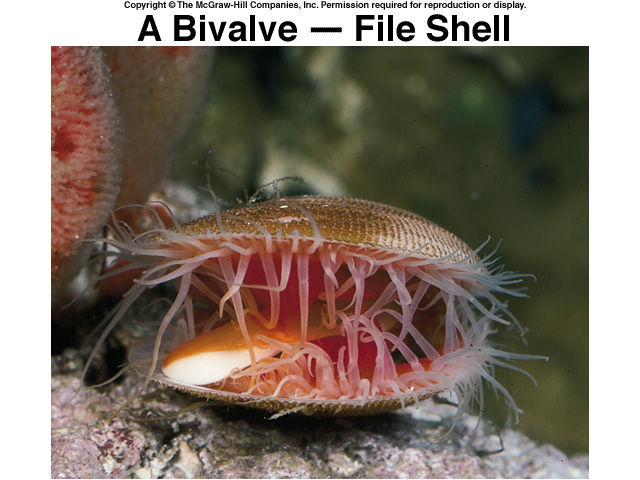 Copyright © The McGraw-Hill Companies, Inc. Permission required for reproduction or display.
A Bivalve — File Shell